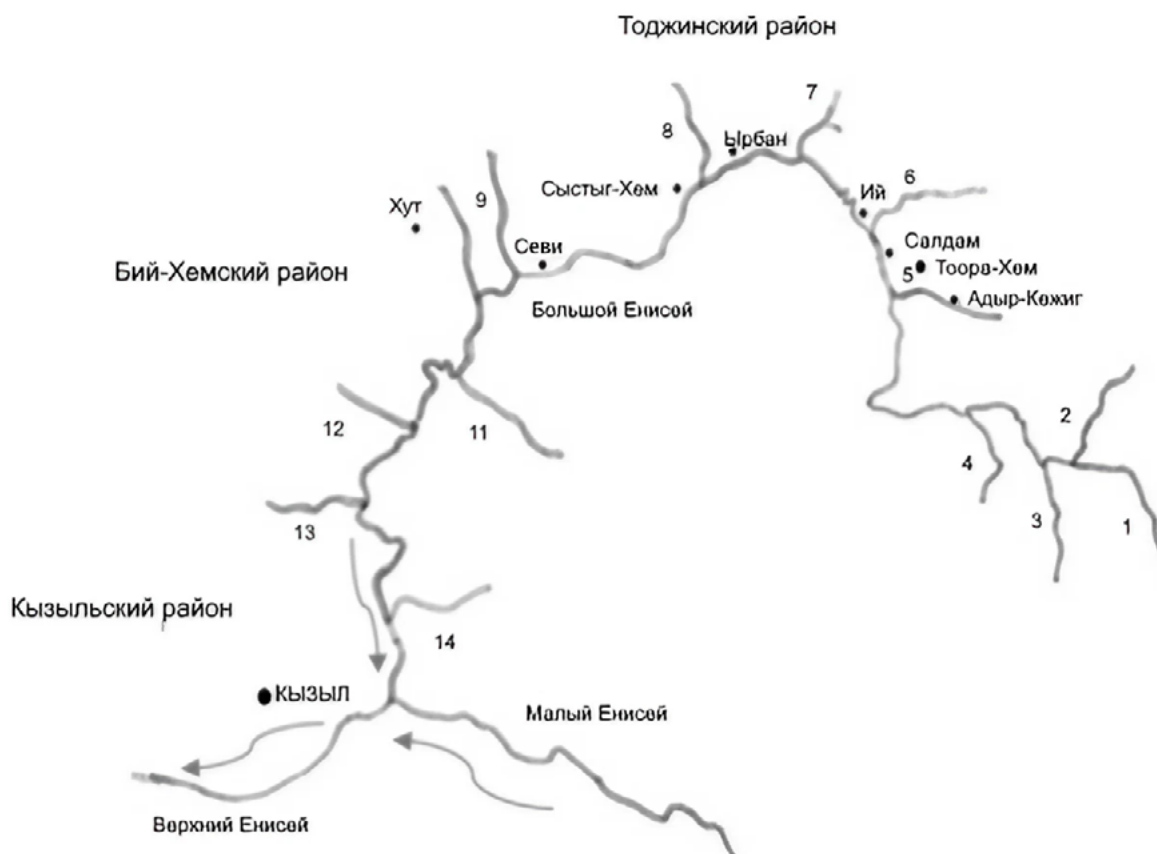 Тоджинский район
7
8
Ырбан
9
Сыстыг-Хем
Ий
6
Хут
Севи
Салдам
Бий-Хемский район
5
Тоора-Хем
Большой Енисей
Адыр-Кежиг
12
11
2
4
13
3
1
Кызыльский район
14
КЫЗЫЛ
Малый Енисей
Верхний Енисей